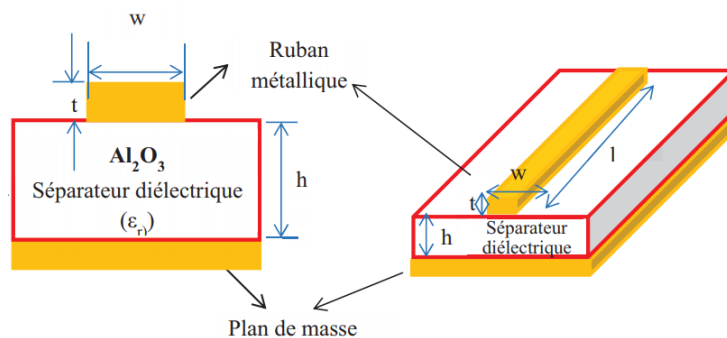 w
t
Al₂O₃
Séparateur diélectrique
(εr)
h
Ruban
métallique
Plan de masse
l
w
t
h
Séparateur
diélectrique